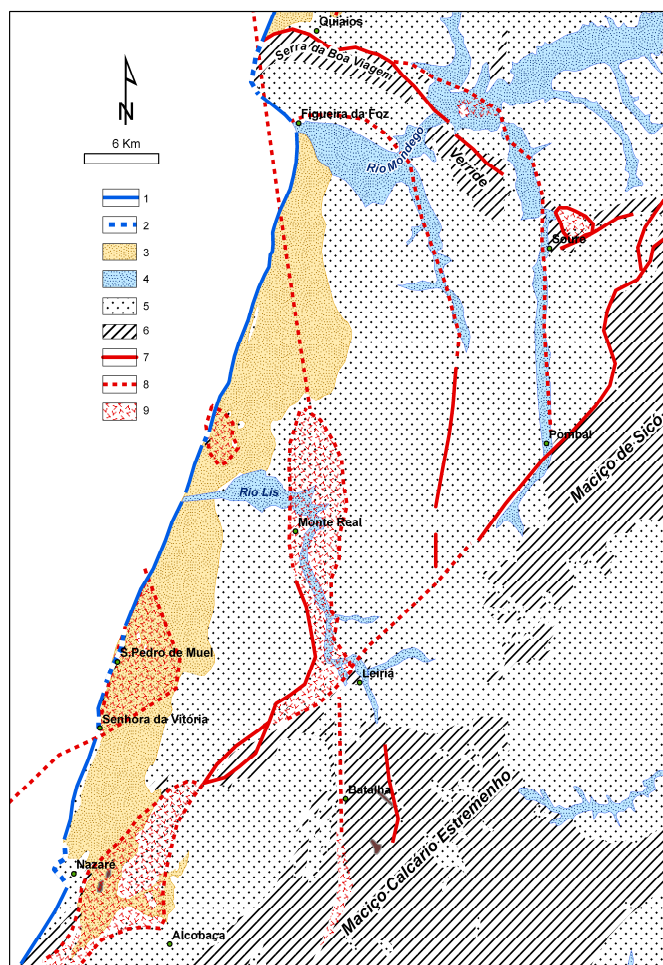 Quiaios
Serra da Boa Viagem
N
Figueira da Foz
6 Km
Rio Mondego
Verride
1
2
3
Soure
4
5
6
7
8
9
Pombal
Maciço de Sicó
Rio Lis
Monte Real
S.Pedro de Muel
Leiria
Senhora da Vitória
Batalha
Maciço Calcário Estremenho
Nazaré
Alcobaça